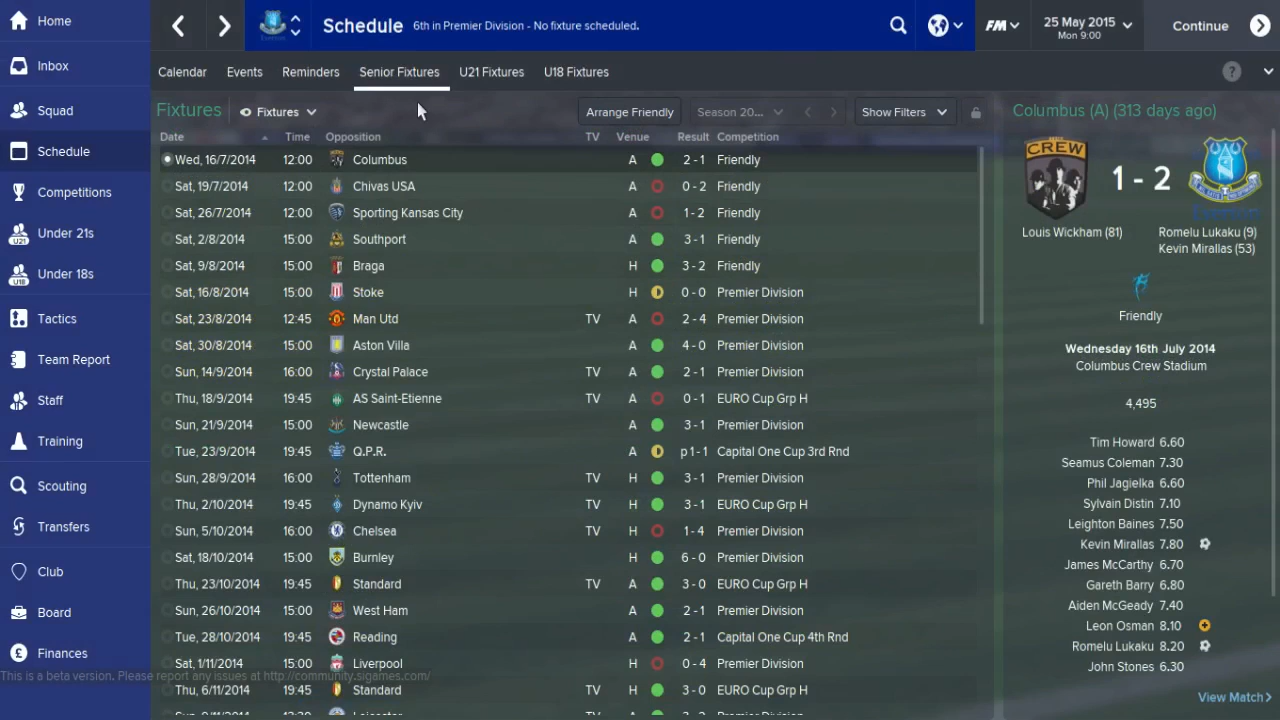 Home
Inbox
Squad
Schedule
Competitions
Under 21s
Under 18s
Tactics
Team Report
Staff
Training
Scouting
Transfers
Club
Board
Finances
Everton
Schedule 6th in Premier Division - No fixture scheduled.
FM
25 May 2015
Mon 9:00
Continue
Calendar Events Reminders Senior Fixtures U21 Fixtures U18 Fixtures
?
Fixtures Fixtures Arrange Friendly Season 20... Show Filters
Date Time Opposition TV Venue Result Competition
Wed, 16/7/2014 12:00 Columbus A 2 - 1 Friendly
Sat, 19/7/2014 12:00 Chivas USA A 0 - 2 Friendly
Sat, 26/7/2014 12:00 Sporting Kansas City A 1 - 2 Friendly
Sat, 2/8/2014 15:00 Southport A 3 - 1 Friendly
Sat, 9/8/2014 15:00 Braga H 3 - 2 Friendly
Sat, 16/8/2014 15:00 Stoke H 0 - 0 Premier Division
Sat, 23/8/2014 12:45 Man Utd TV A 2 - 4 Premier Division
Sat, 30/8/2014 15:00 Aston Villa A 4 - 0 Premier Division
Sun, 14/9/2014 16:00 Crystal Palace TV A 2 - 1 Premier Division
Thu, 18/9/2014 19:45 AS Saint-Etienne TV A 0 - 1 EURO Cup Grp H
Sun, 21/9/2014 15:00 Newcastle A 3 - 1 Premier Division
Tue, 23/9/2014 19:45 Q.P.R. A p 1 - 1 Capital One Cup 3rd Rnd
Sun, 28/9/2014 16:00 Tottenham TV H 3 - 1 Premier Division
Thu, 2/10/2014 19:45 Dynamo Kyiv TV H 3 - 1 EURO Cup Grp H
Sun, 5/10/2014 16:00 Chelsea TV H 1 - 4 Premier Division
Sat, 18/10/2014 15:00 Burnley H 6 - 0 Premier Division
Thu, 23/10/2014 19:45 Standard TV A 3 - 0 EURO Cup Grp H
Sun, 26/10/2014 15:00 West Ham A 2 - 1 Premier Division
Tue, 28/10/2014 19:45 Reading A 2 - 1 Capital One Cup 4th Rnd
Sat, 1/11/2014 15:00 Liverpool H 0 - 4 Premier Division
Thu, 6/11/2014 19:45 Standard TV H 3 - 0 EURO Cup Grp H
This is a beta version. Please report any issues at http://community.sigames.com/
Columbus (A) (313 days ago)
CREW
1 - 2
Everton
Louis Wickham (81) Romelu Lukaku (9)
Kevin Mirallas (53)
Friendly
Wednesday 16th July 2014
Columbus Crew Stadium
4,495
Tim Howard 6.60
Seamus Coleman 7.30
Phil Jagielka 6.60
Sylvain Distin 7.10
Leighton Baines 7.50
Kevin Mirallas 7.80
James McCarthy 6.70
Gareth Barry 6.80
Aiden McGeady 7.40
Leon Osman 8.10
Romelu Lukaku 8.20
John Stones 6.30
View Match